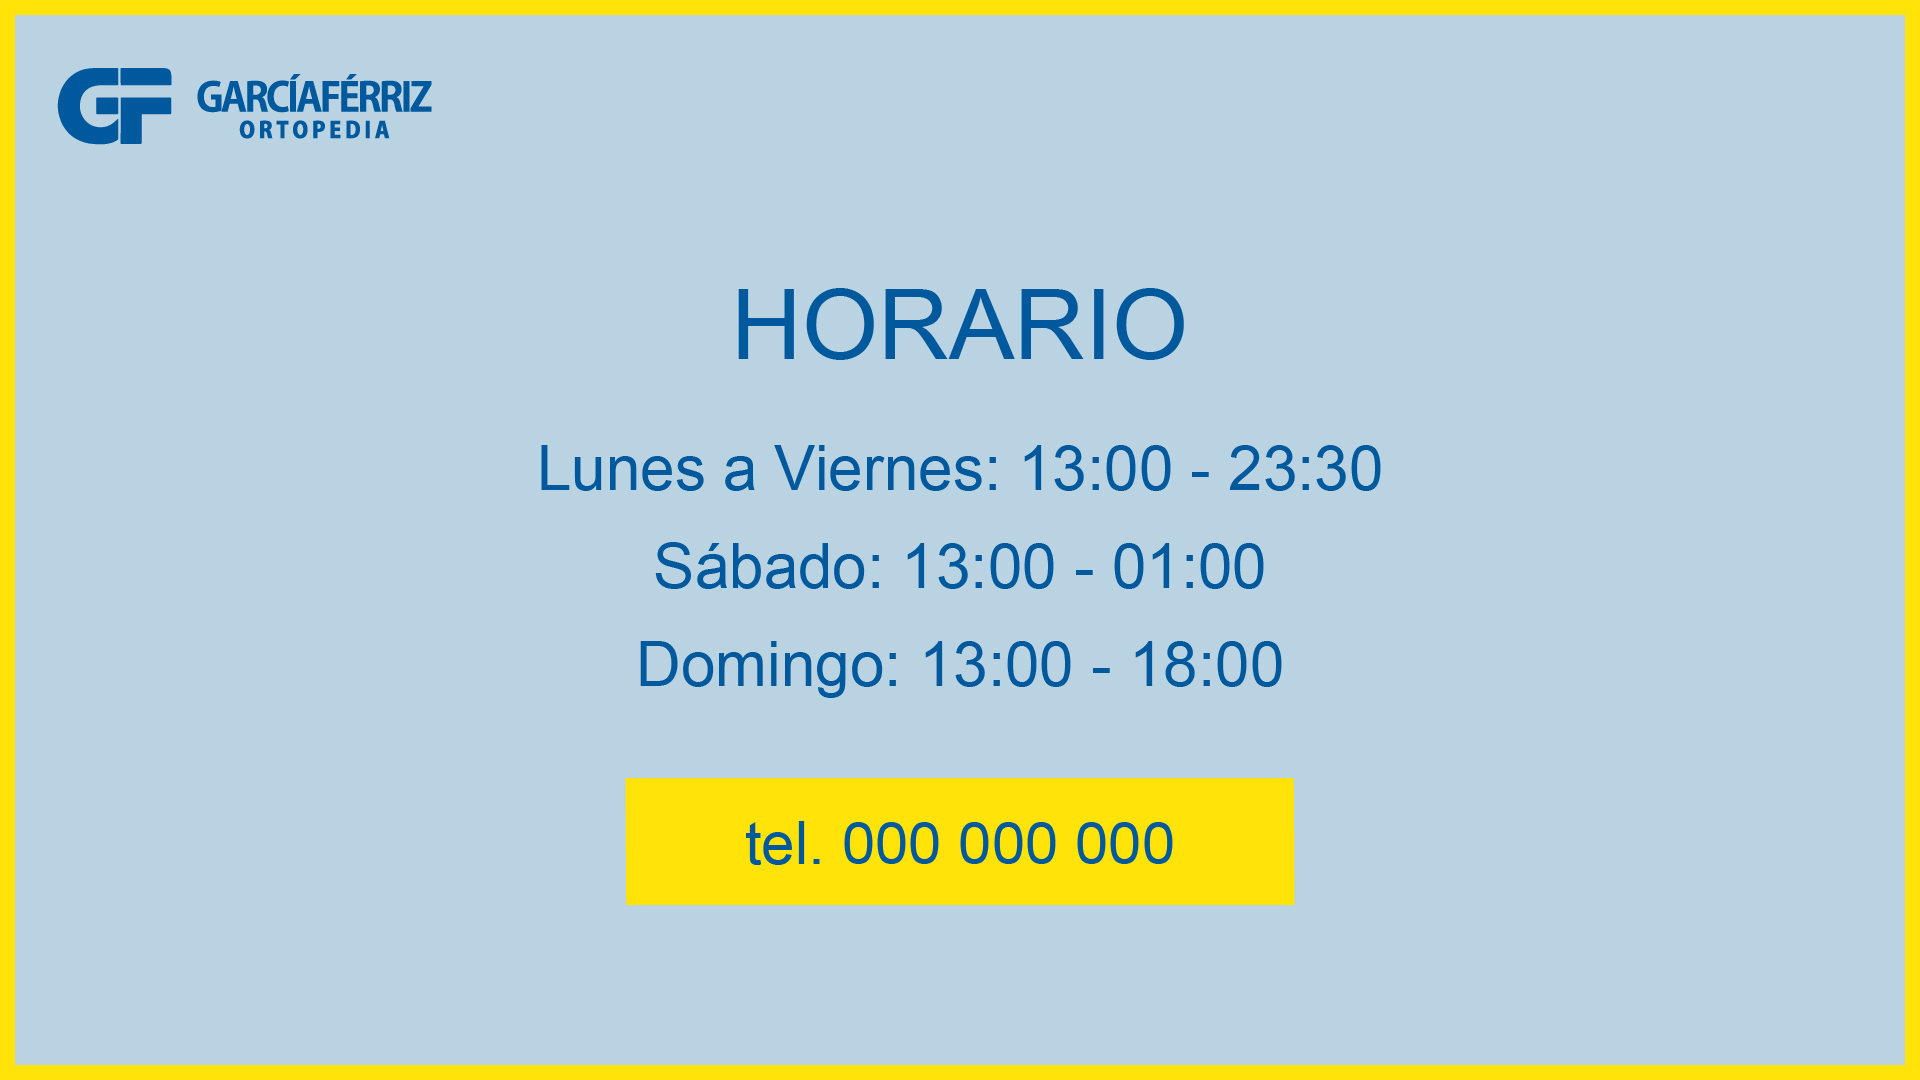 GF GARCÍAFÉRRIZ
ORTOPEDIA
HORARIO
Lunes a Viernes: 13:00 - 23:30
Sábado: 13:00 - 01:00
Domingo: 13:00 - 18:00
tel. 000 000 000